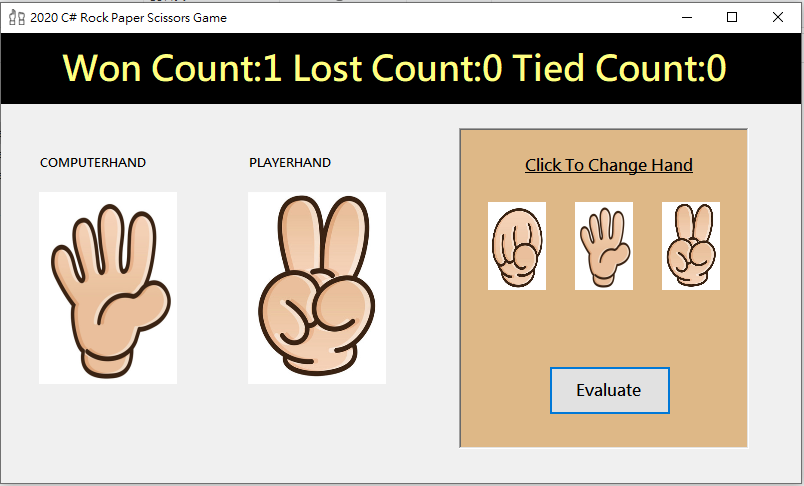 2020 C# Rock Paper Scissors Game
Won Count:1 Lost Count:0 Tied Count:0
COMPUTERHAND
PLAYERHAND
Click To Change Hand
Evaluate